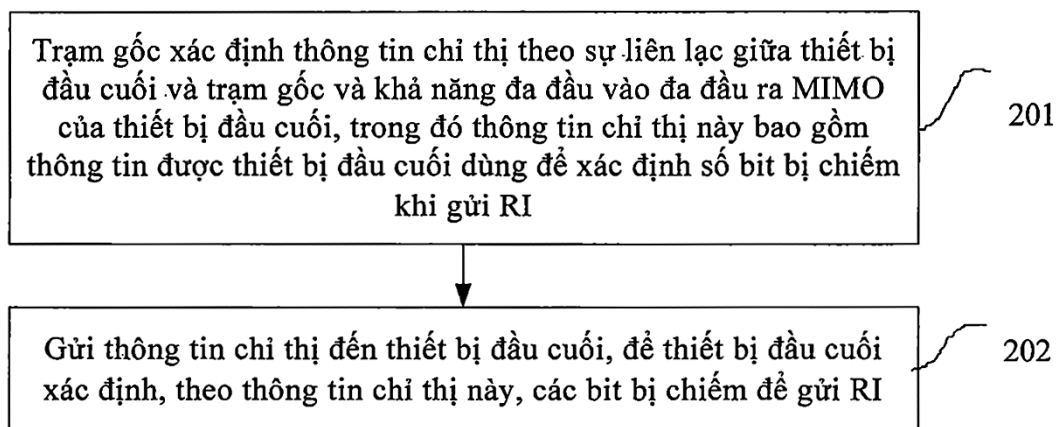 Trạm gốc xác định thông tin chỉ thị theo sự liên lạc giữa thiết bị
đầu cuối và trạm gốc và khả năng đa đầu vào đa đầu ra MIMO
của thiết bị đầu cuối, trong đó thông tin chỉ thị này bao gồm
thông tin được thiết bị đầu cuối dùng để xác định số bit bị chiếm
khi gửi RI
201
Gửi thông tin chỉ thị đến thiết bị đầu cuối, để thiết bị đầu cuối
xác định, theo thông tin chỉ thị này, các bit bị chiếm để gửi RI
202